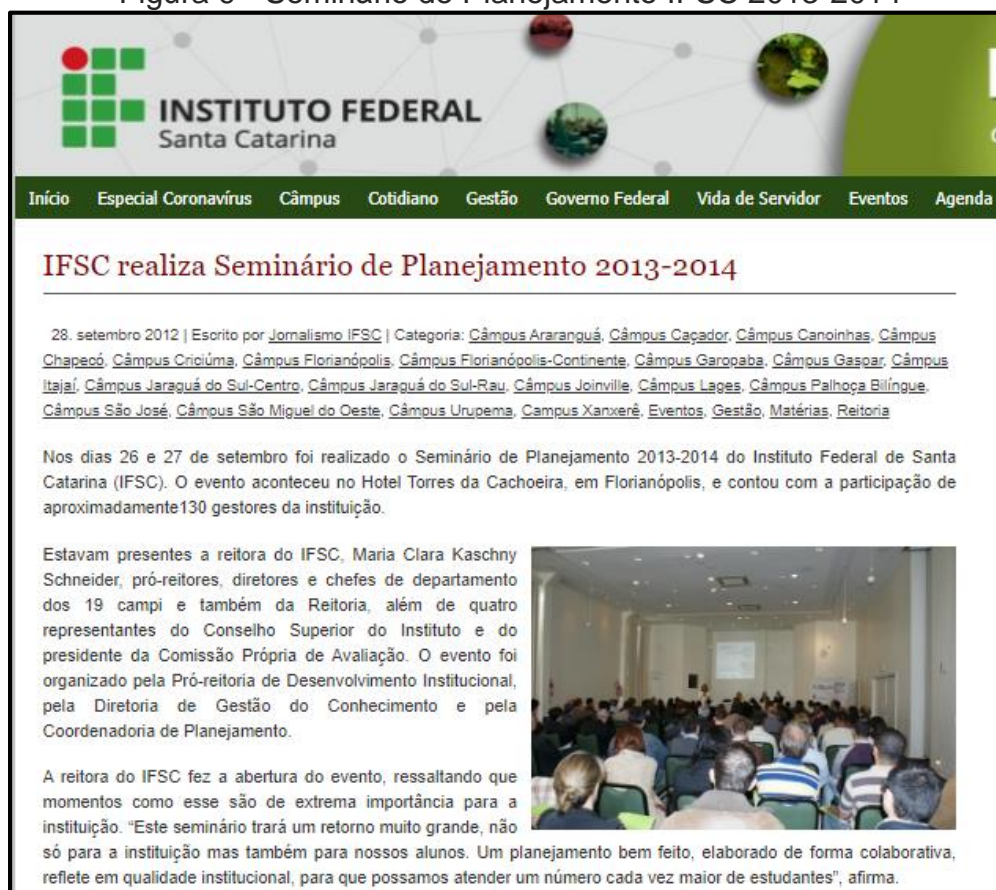 Figura 6 - Seminário de Planejamento IFSC 2013-2014
INSTITUTO FEDERAL
Santa Catarina
Início Especial Coronavírus Câmpus Cotidiano Gestão Governo Federal Vida de Servidor Eventos Agenda
IFSC realiza Seminário de Planejamento 2013-2014
28. setembro 2012 | Escrito por Jornalismo IFSC | Categoria: Câmpus Araranguá, Câmpus Caçador, Câmpus Canoinhas, Câmpus
Chapecó, Câmpus Criciúma, Câmpus Florianópolis, Câmpus Florianópolis-Continente, Câmpus Garopaba, Câmpus Gaspar, Câmpus
Itajaí, Câmpus Jaraguá do Sul-Centro, Câmpus Jaraguá do Sul-Rau, Câmpus Joinville, Câmpus Lages, Câmpus Palhoça Bilíngue,
Câmpus São José, Câmpus São Miguel do Oeste, Câmpus Urupema, Campus Xanxerê, Eventos, Gestão, Matérias, Reitoria
Nos dias 26 e 27 de setembro foi realizado o Seminário de Planejamento 2013-2014 do Instituto Federal de Santa
Catarina (IFSC). O evento aconteceu no Hotel Torres da Cachoeira, em Florianópolis, e contou com a participação de
aproximadamente130 gestores da instituição.
Estavam presentes a reitora do IFSC, Maria Clara Kaschny
Schneider, pró-reitores, diretores e chefes de departamento
dos 19 campi e também da Reitoria, além de quatro
representantes do Conselho Superior do Instituto e do
presidente da Comissão Própria de Avaliação. O evento foi
organizado pela Pró-reitoria de Desenvolvimento Institucional,
pela Diretoria de Gestão do Conhecimento e pela
Coordenadoria de Planejamento.
A reitora do IFSC fez a abertura do evento, ressaltando que
momentos como esse são de extrema importância para a
instituição. “Este seminário trará um retorno muito grande, não
só para a instituição mas também para nossos alunos. Um planejamento bem feito, elaborado de forma colaborativa,
reflete em qualidade institucional, para que possamos atender um número cada vez maior de estudantes”, afirma.